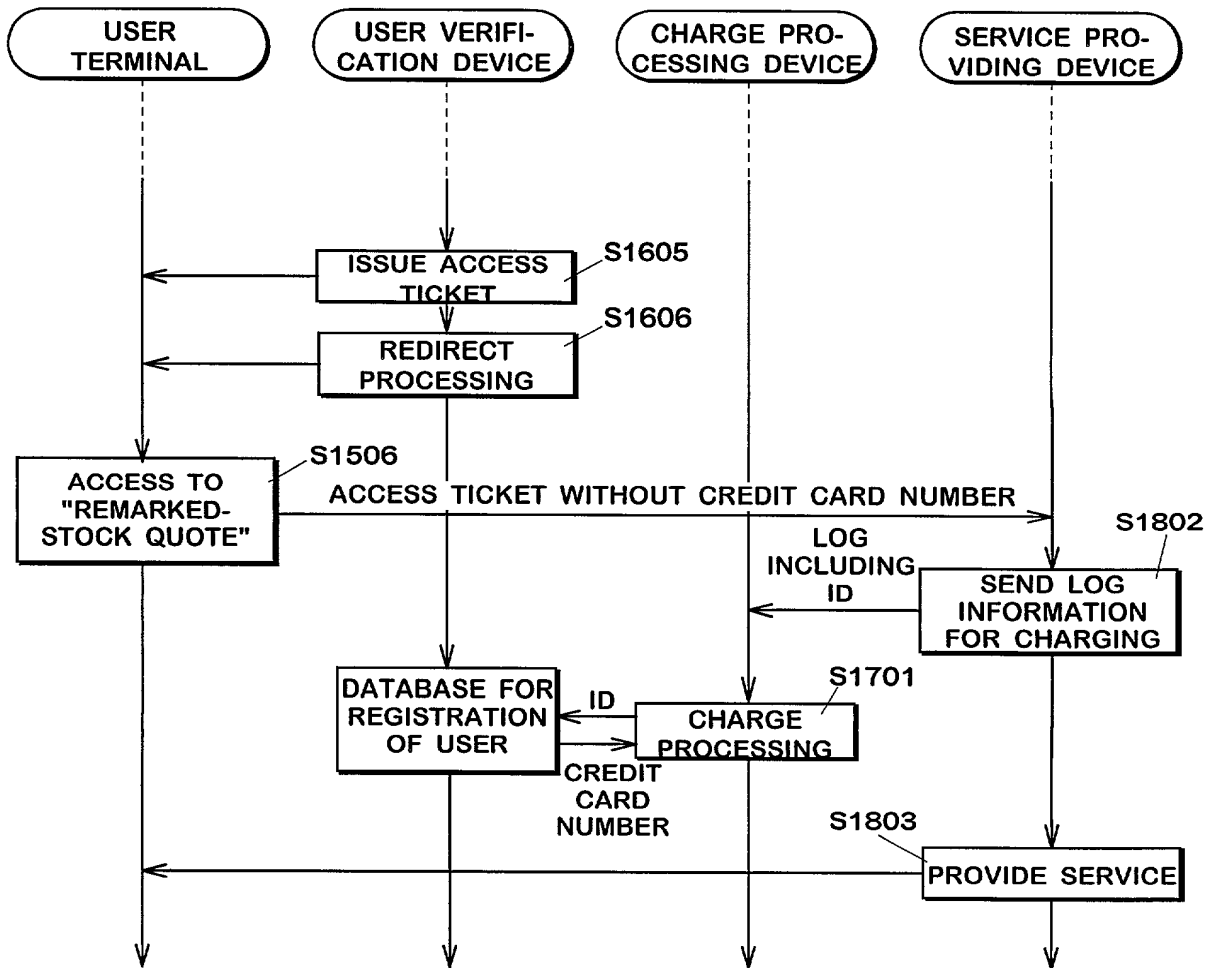 USER
TERMINAL
USER VERIFI-
CATION DEVICE
CHARGE PRO-
CESSING DEVICE
SERVICE PRO-
VIDING DEVICE
S1605
ISSUE ACCESS
TICKET
S1606
REDIRECT
PROCESSING
S1506
ACCESS TO
"REMARKED-
STOCK QUOTE"
ACCESS TICKET WITHOUT CREDIT CARD NUMBER
S1802
LOG
INCLUDING
ID
SEND LOG
INFORMATION
FOR CHARGING
S1701
DATABASE FOR
REGISTRATION
OF USER
ID
CHARGE
PROCESSING
CREDIT
CARD
NUMBER
S1803
PROVIDE SERVICE